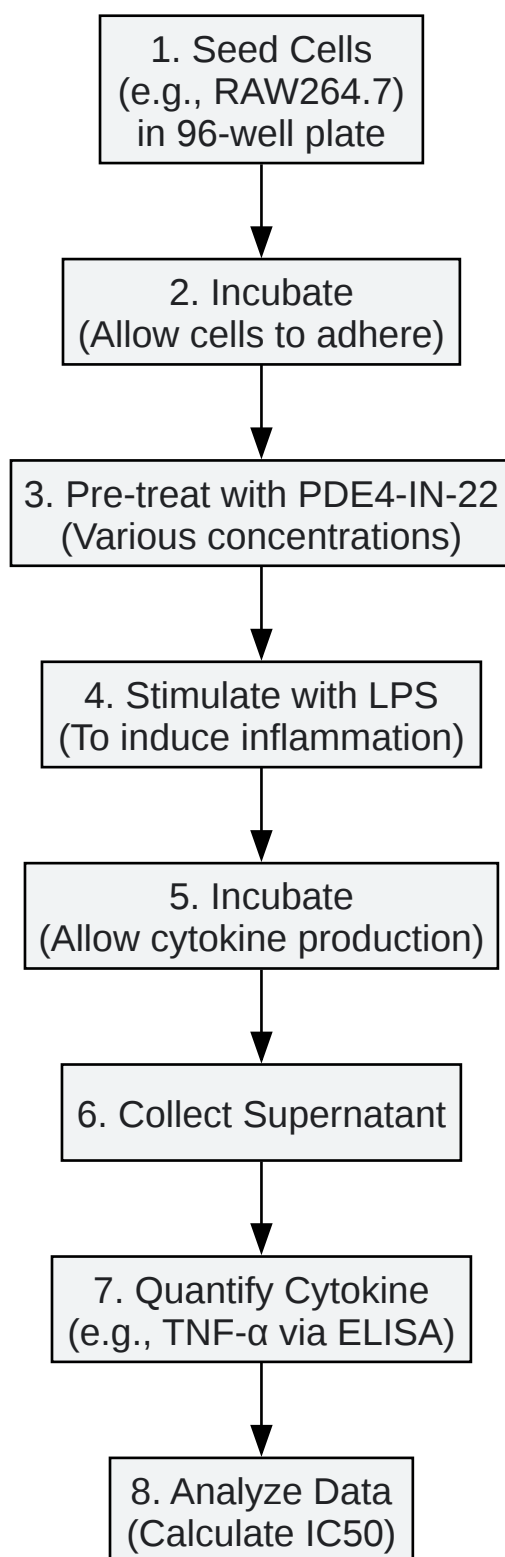 1. Seed Cells
(e.g., RAW264.7)
in 96-well plate
2. Incubate
(Allow cells to adhere)
3. Pre-treat with PDE4-IN-22
(Various concentrations)
4. Stimulate with LPS
(To induce inflammation)
5. Incubate
(Allow cytokine production)
6. Collect Supernatant
7. Quantify Cytokine
(e.g., TNF-α via ELISA)
8. Analyze Data
(Calculate IC50)